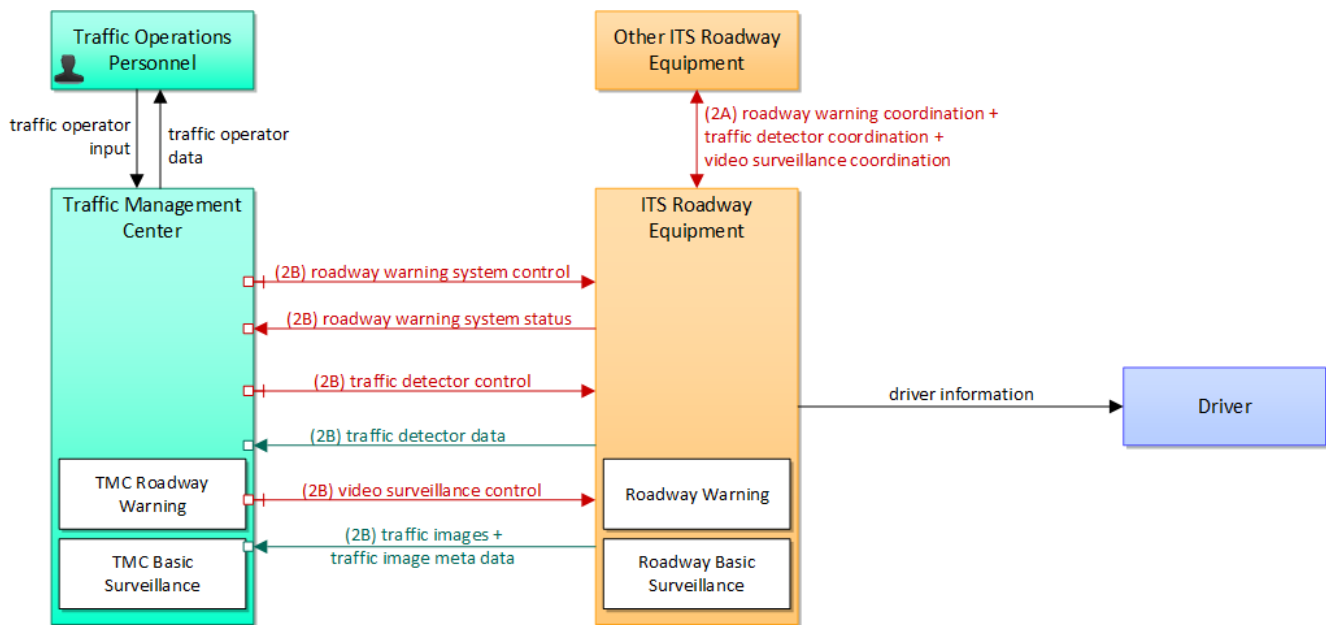 Traffic Operations
Personnel
Other ITS Roadway
Equipment
traffic operator
input
traffic operator
data
(2A) roadway warning coordination +
traffic detector coordination +
video surveillance coordination
Traffic Management
Center
ITS Roadway
Equipment
(2B) roadway warning system control
(2B) roadway warning system status
(2B) traffic detector control
driver information
Driver
(2B) traffic detector data
TMC Roadway
Warning
(2B) video surveillance control
Roadway Warning
(2B) traffic images +
traffic image meta data
TMC Basic
Surveillance
Roadway Basic
Surveillance